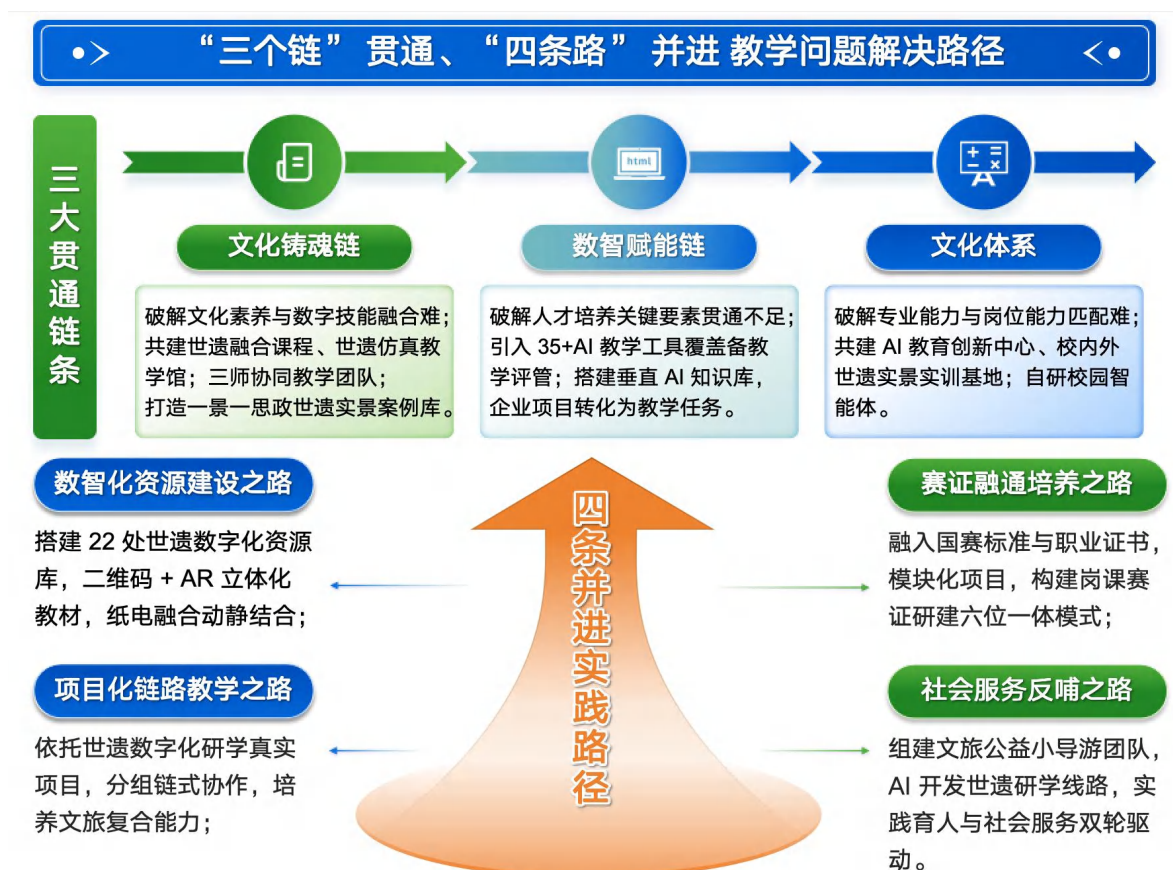 “三个链” 贯通、“四条路” 并进 教学问题解决路径
三大贯通链条
html
文化铸魂链
破解文化素养与数字技能融合难；
共建世遗融合课程、世遗仿真教
学馆；三师协同教学团队；
打造一景一思政世遗实景案例库。
数智赋能链
破解人才培养关键要素贯通不足；
引入 35+AI 教学工具覆盖备教
学评管；搭建垂直 AI 知识库，
企业项目转化为教学任务。
文化体系
破解专业能力与岗位能力匹配难；
共建 AI 教育创新中心、校内外
世遗实景实训基地；自研校园智
能体。
四条并进实践路径
数智化资源建设之路
搭建 22 处世遗数字化资源
库，二维码 + AR 立体化
教材，纸电融合动静结合；
项目化链路教学之路
依托世遗数字化研学真实
项目，分组链式协作，培
养文旅复合能力；
赛证融通培养之路
融入国赛标准与职业证书，
模块化项目，构建岗课赛
证研建六位一体模式；
社会服务反哺之路
组建文旅公益小导游团队，
AI 开发世遗研学线路，实
践育人与社会服务双轮驱
动。